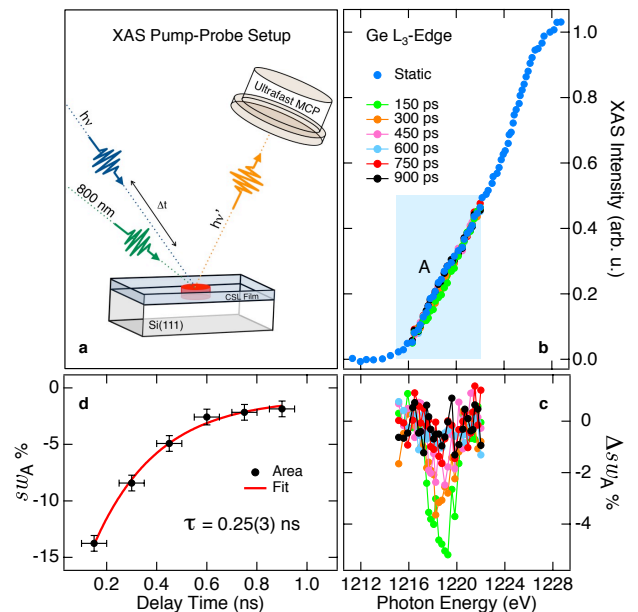 XAS Pump-Probe Setup
Ultrafast MCP
hν
Δt
800 nm
hν'
CSL Film
Si(111)
a
Ge L3-Edge
Static
150 ps
300 ps
450 ps
600 ps
750 ps
900 ps
A
b
1.0
0.8
0.6
0.4
0.2
0.0
XAS Intensity (arb. u.)
d
0
-5
-10
-15
swA %
Area
Fit
τ = 0.25(3) ns
0.2 0.4 0.6 0.8 1.0
Delay Time (ns)
c
0
-2
-4
Δ swA %
1212 1216 1220 1224 1228
Photon Energy (eV)